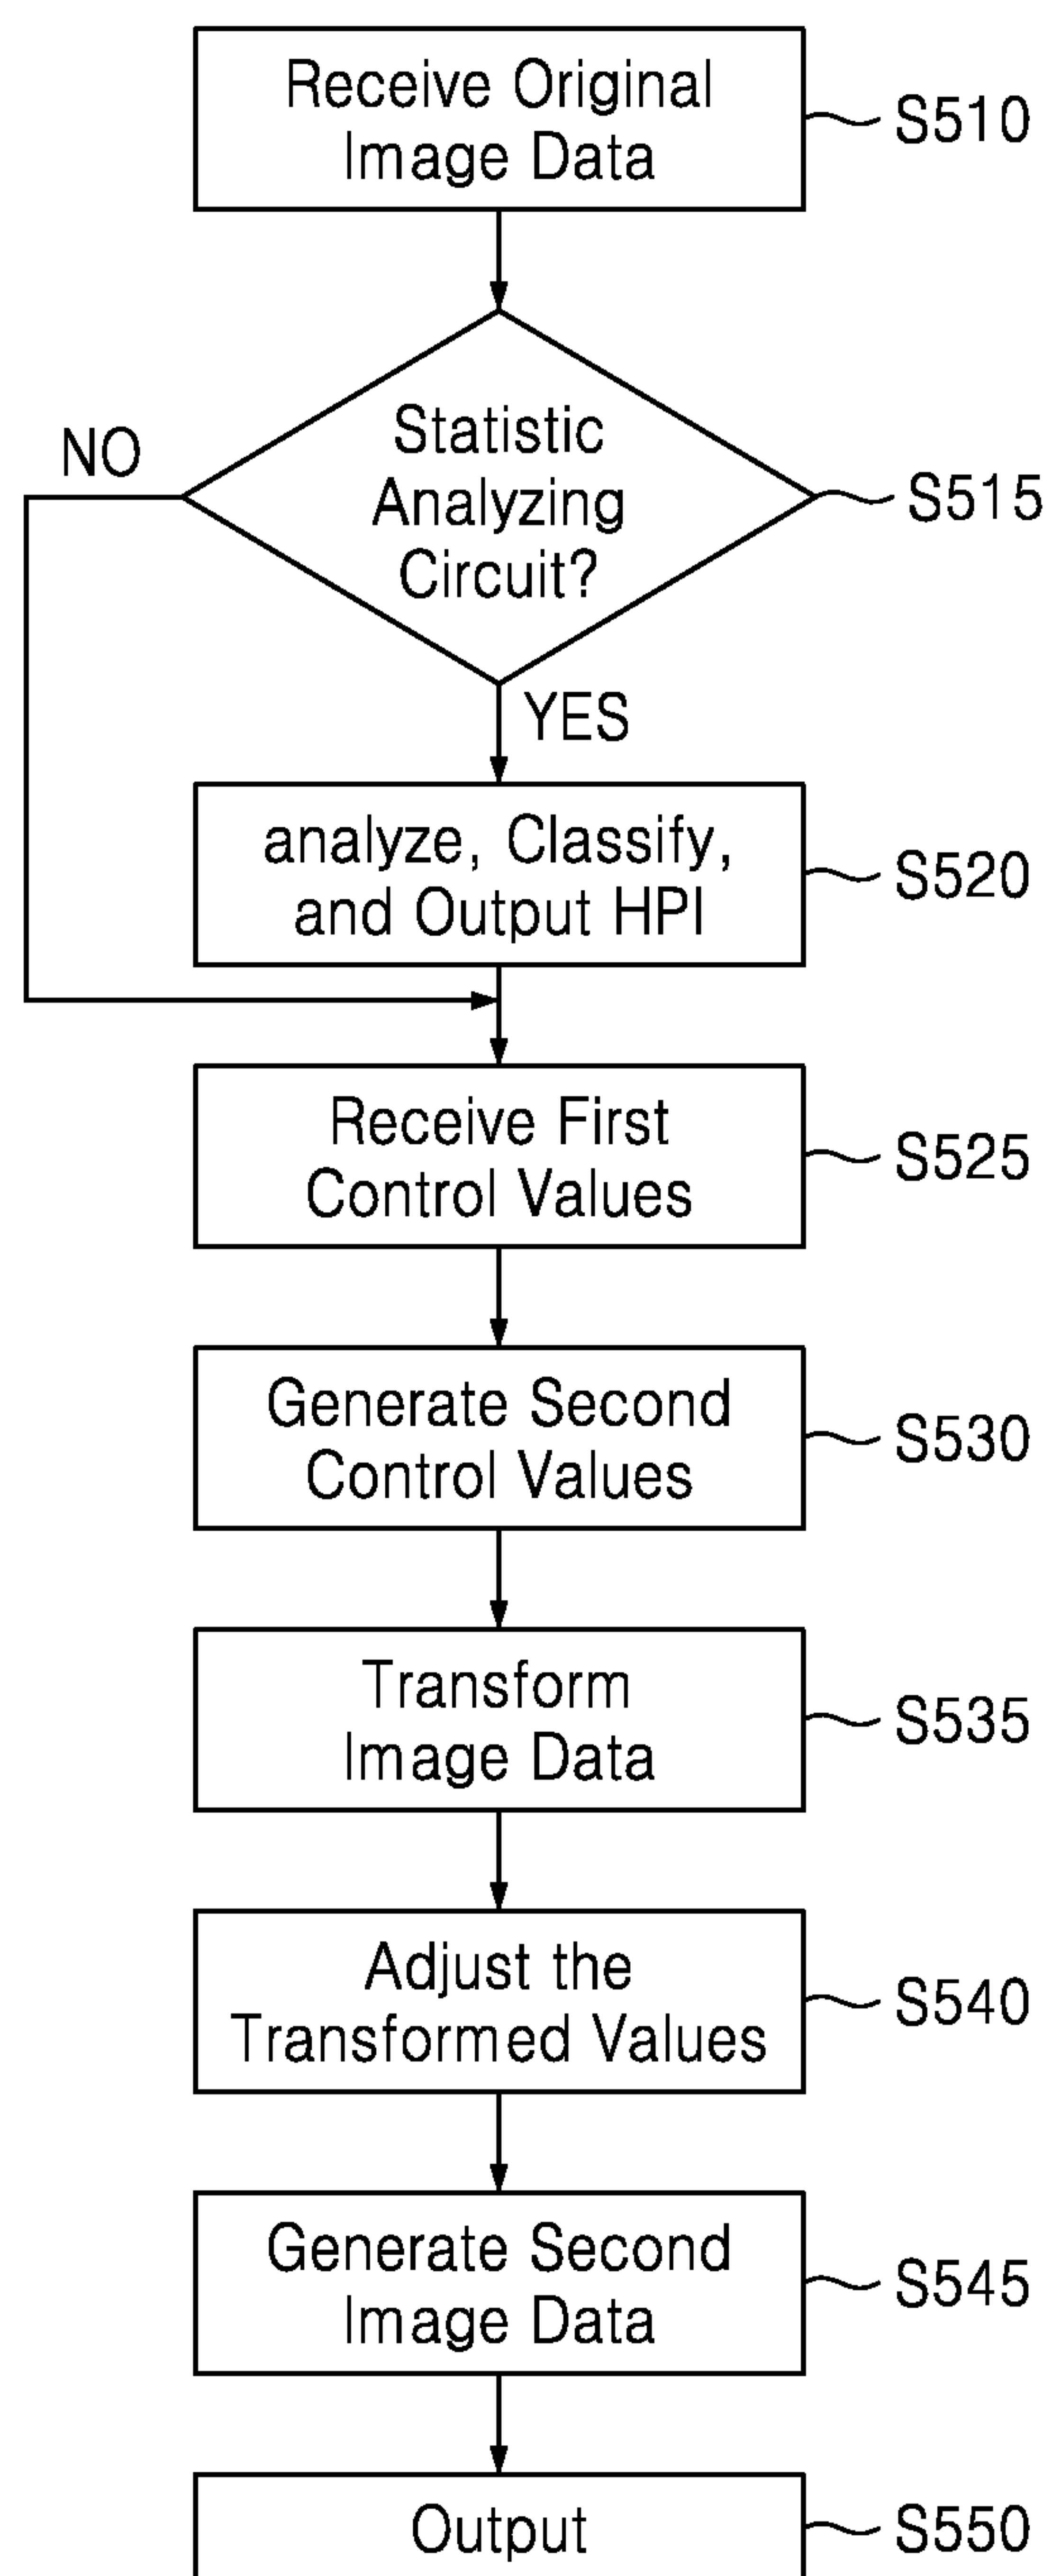 Receive Original
Image Data
S510
Statistic
Analyzing
Circuit?
S515
NO
YES
analyze, Classify,
and Output HPI
S520
Receive First
Control Values
S525
Generate Second
Control Values
S530
Transform
Image Data
S535
Adjust the
Transformed Values
S540
Generate Second
Image Data
S545
Output
S550